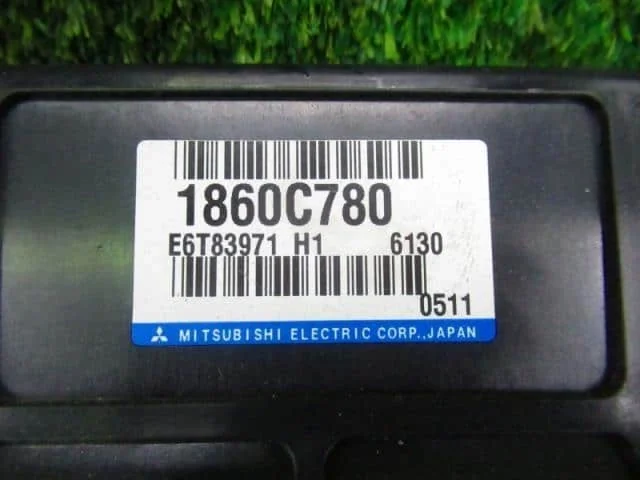 1860C780
E6T83971 H1 6130
0511
MITSUBISHI ELECTRIC CORP.,JAPAN